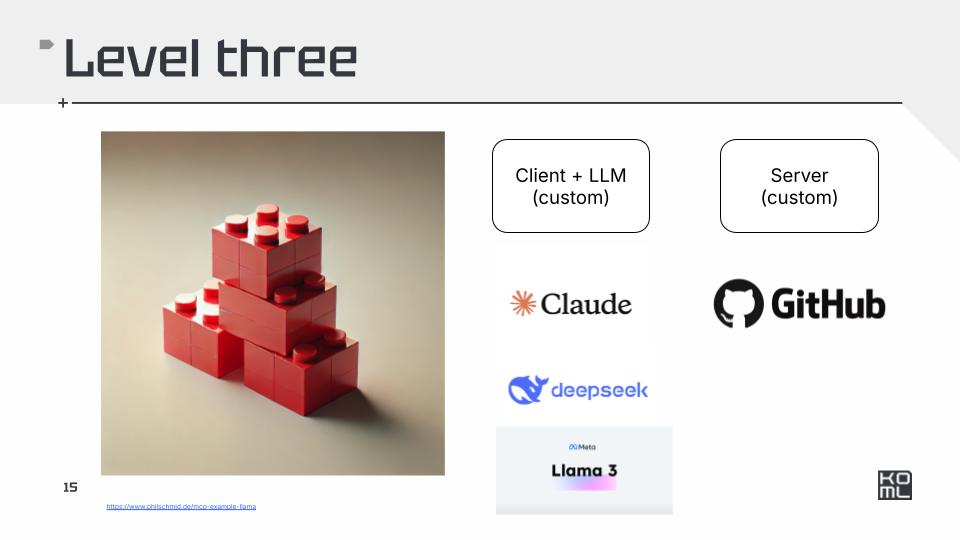 Level three
Client + LLM
(custom)
Server
(custom)
Claude
GitHub
deepseek
Meta
Llama 3
15
https://www.philschmid.de/mcp-example-llama
KO
ML